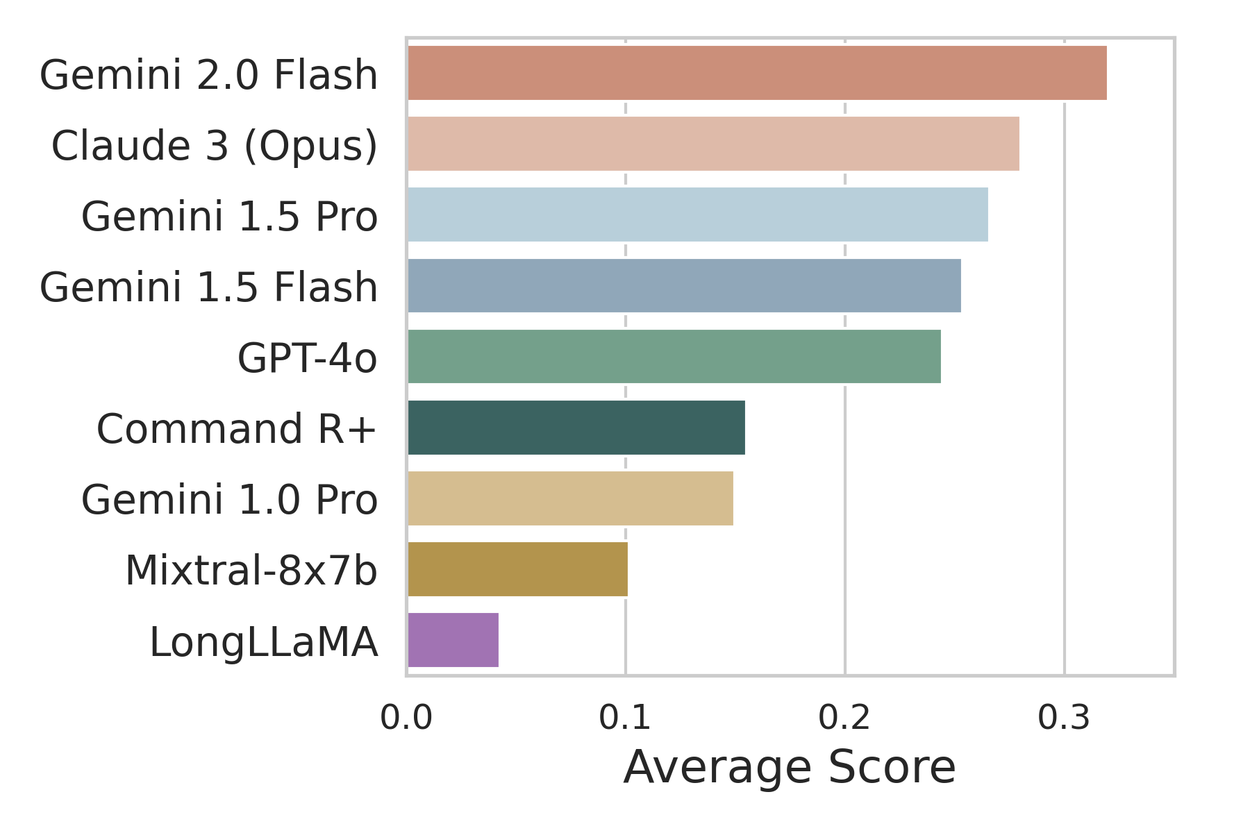 Gemini 2.0 Flash
Claude 3 (Opus)
Gemini 1.5 Pro
Gemini 1.5 Flash
GPT-4o
Command R+
Gemini 1.0 Pro
Mixtral-8x7b
LongLLaMA
0.0 0.1 0.2 0.3
Average Score